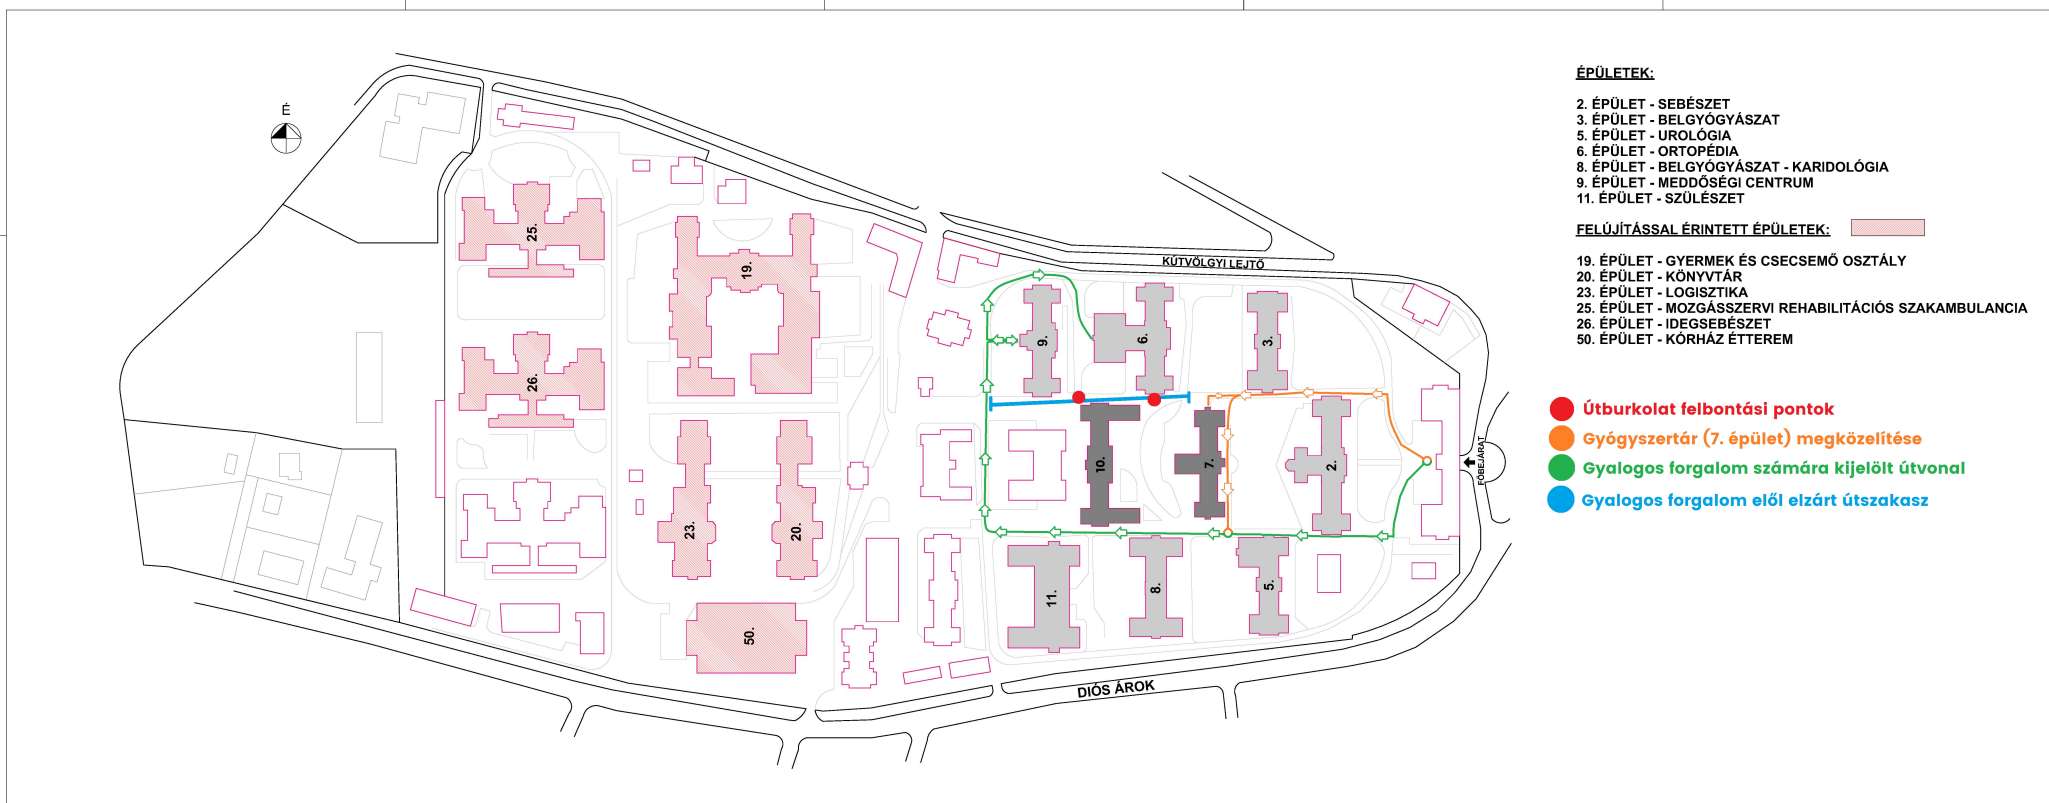 É
KÚTVÖLGYI LEJTŐ
25.
19.
9.
6.
3.
26.
10.
7.
2.
FŐBEJÁRAT
23.
20.
11.
8.
5.
50.
DIÓS ÁROK
ÉPÜLETEK:
2. ÉPÜLET - SEBÉSZET
3. ÉPÜLET - BELGYÓGYÁSZAT
5. ÉPÜLET - UROLÓGIA
6. ÉPÜLET - ORTOPÉDIA
8. ÉPÜLET - BELGYÓGYÁSZAT - KARIDOLÓGIA
9. ÉPÜLET - MEDDŐSÉGI CENTRUM
11. ÉPÜLET - SZÜLÉSZET
FELÚJÍTÁSSAL ÉRINTETT ÉPÜLETEK:
19. ÉPÜLET - GYERMEK ÉS CSECSEMŐ OSZTÁLY
20. ÉPÜLET - KÖNYVTÁR
23. ÉPÜLET - LOGISZTIKA
25. ÉPÜLET - MOZGÁSSZERVI REHABILITÁCIÓS SZAKAMBULANCIA
26. ÉPÜLET - IDEGSEBÉSZET
50. ÉPÜLET - KÓRHÁZ ÉTTEREM
Útburkolat felbontási pontok
Gyógyszertár (7. épület) megközelítése
Gyalogos forgalom számára kijelölt útvonal
Gyalogos forgalom elől elzárt útszakasz